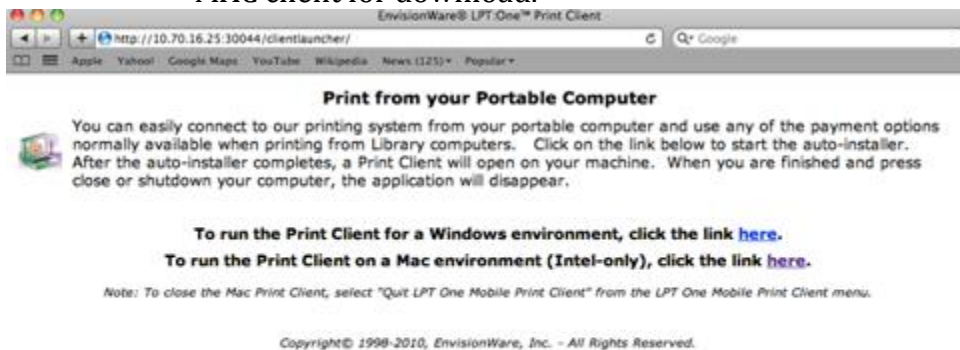 client for download.
EnvisionWare® LPT:One™ Print Client
http://10.70.16.25:30044/clientlauncher/
Google
Apple Yahoo! Google Maps YouTube Wikipedia News (125) Popular
Print from your Portable Computer
You can easily connect to our printing system from your portable computer and use any of the payment options
normally available when printing from Library computers. Click on the link below to start the auto-installer.
After the auto-installer completes, a Print Client will open on your machine. When you are finished and press
close or shutdown your computer, the application will disappear.
To run the Print Client for a Windows environment, click the link here.
To run the Print Client on a Mac environment (Intel-only), click the link here.
Note: To close the Mac Print Client, select "Quit LPT One Mobile Print Client" from the LPT One Mobile Print Client menu.
Copyright© 1998-2010, EnvisionWare, Inc. - All Rights Reserved.